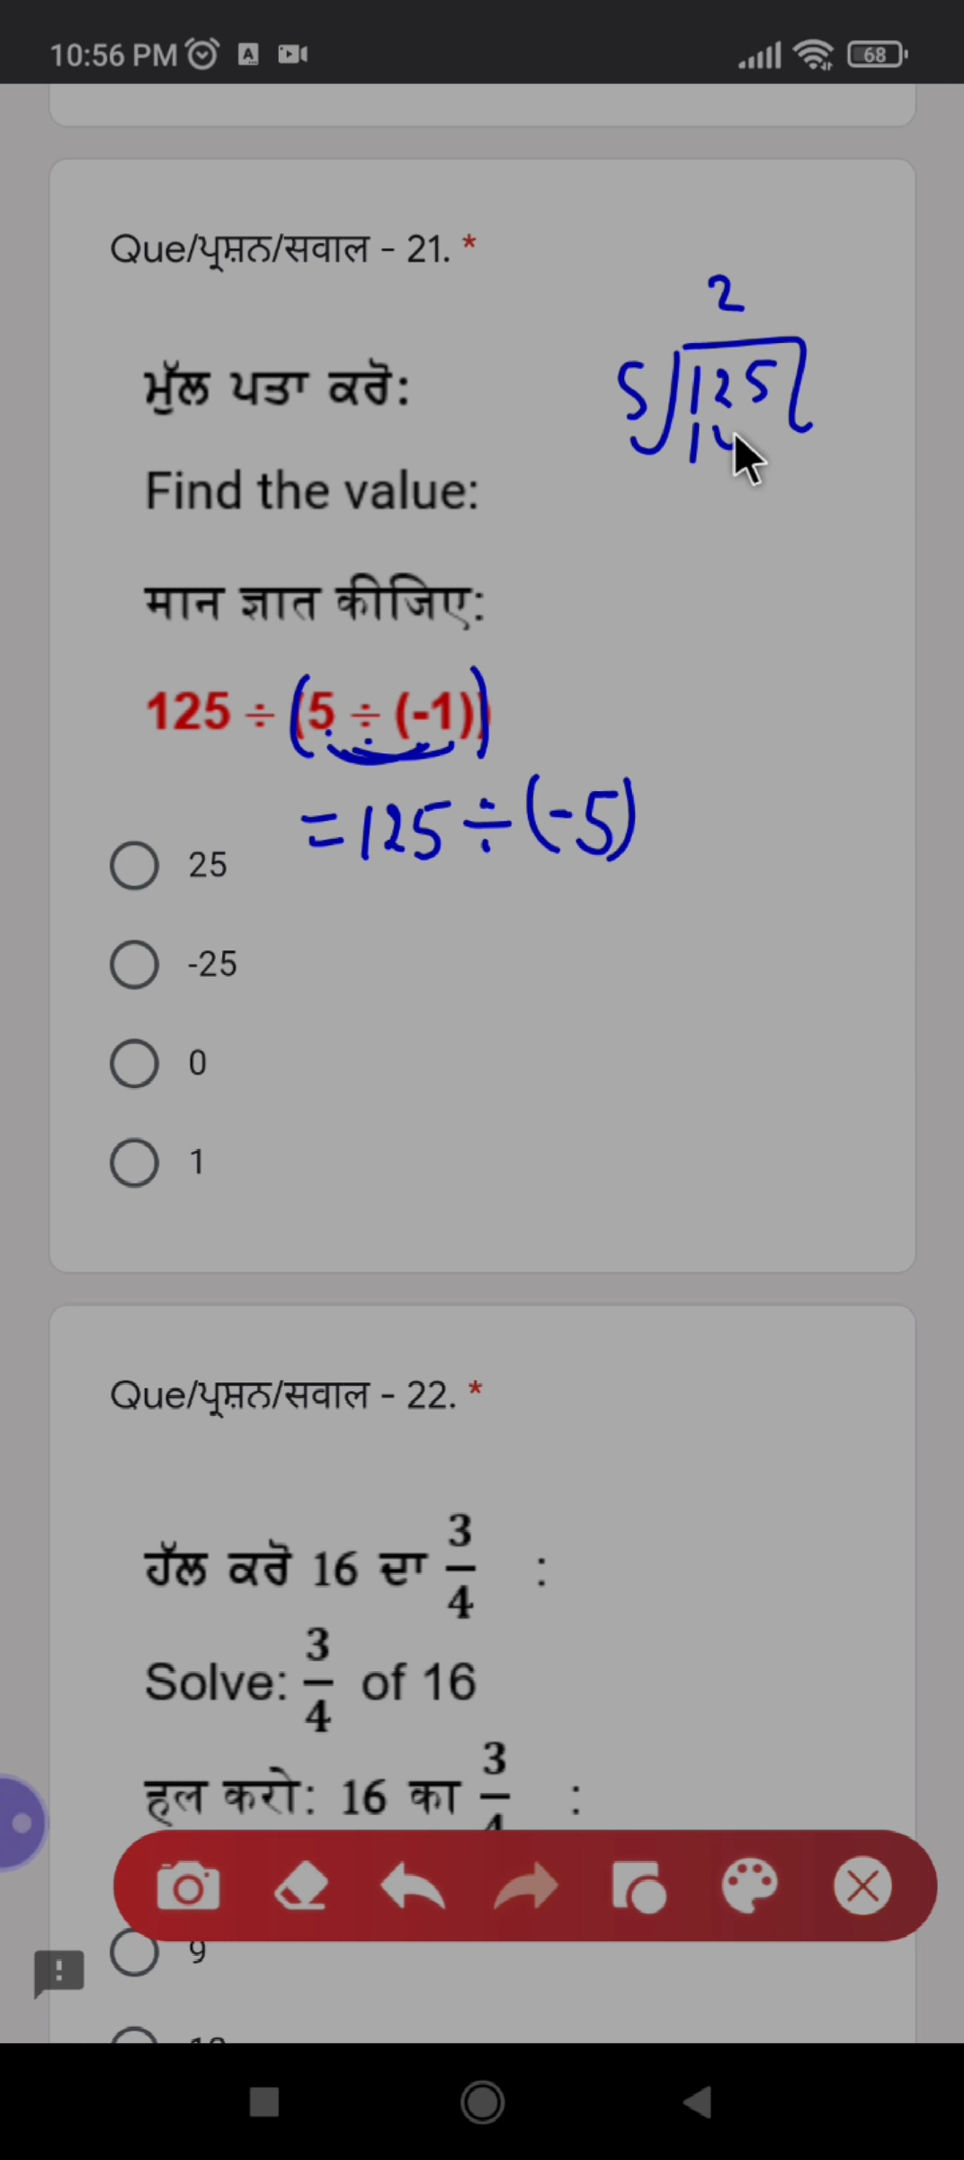 10:56 PM
68
Que/ਪ੍ਰਸ਼ਨ/सवाल - 21. *
2
5 125
10
ਮੁੱਲ ਪਤਾ ਕਰੋ:
Find the value:
मान ज्ञात कीजिए:
125 ÷ (5 ÷ (-1))
= 125 ÷ (-5)
25
-25
0
1
Que/ਪ੍ਰਸ਼ਨ/सवाल - 22. *
ਹੱਲ ਕਰੋ 16 ਦਾ 3/4 :
Solve: 3/4 of 16
हल करो: 16 का 3/4 :
9